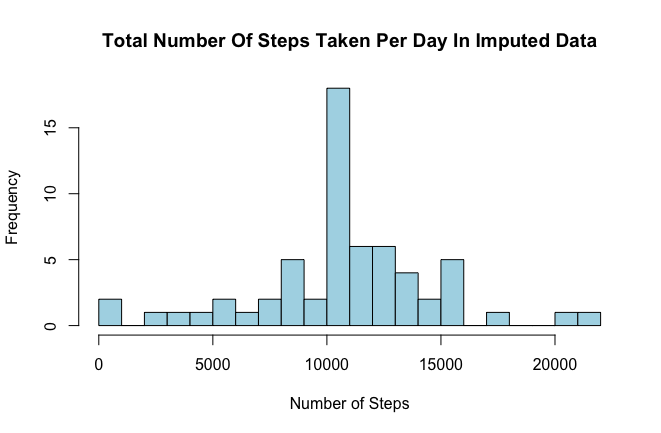 Total Number Of Steps Taken Per Day In Imputed Data
Frequency
15
10
5
0
0 5000 10000 15000 20000
Number of Steps